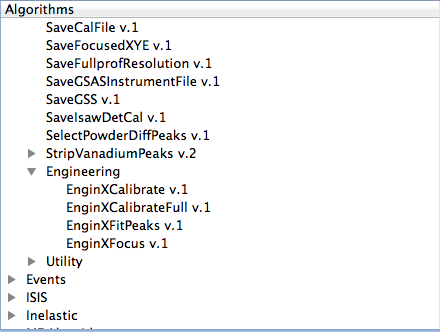 Algorithms
SaveCalFile v.1
SaveFocusedXYE v.1
SaveFullprofResolution v.1
SaveGSASInstrumentFile v.1
SaveGSS v.1
SaveIsawDetCal v.1
SelectPowderDiffPeaks v.1
StripVanadiumPeaks v.2
Engineering
EnginXCalibrate v.1
EnginXCalibrateFull v.1
EnginXFitPeaks v.1
EnginXFocus v.1
Utility
Events
ISIS
Inelastic